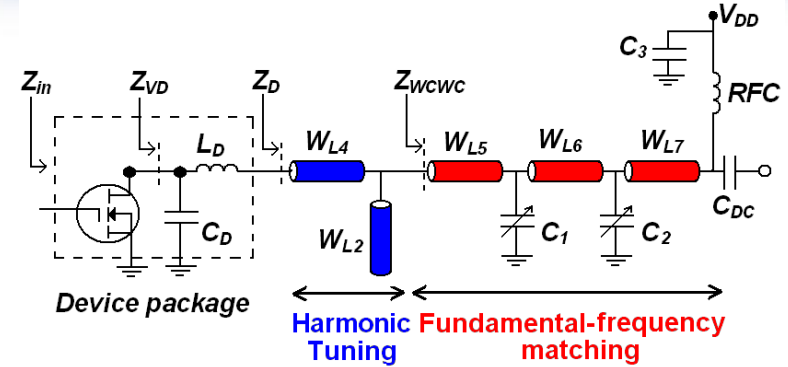 V_DD
C_3
Z_in
Z_VD
Z_D
Z_WCWC
RFC
L_D
W_L4
W_L5
W_L6
W_L7
C_DC
C_D
W_L2
C_1
C_2
Device package
Harmonic Tuning
Fundamental-frequency matching